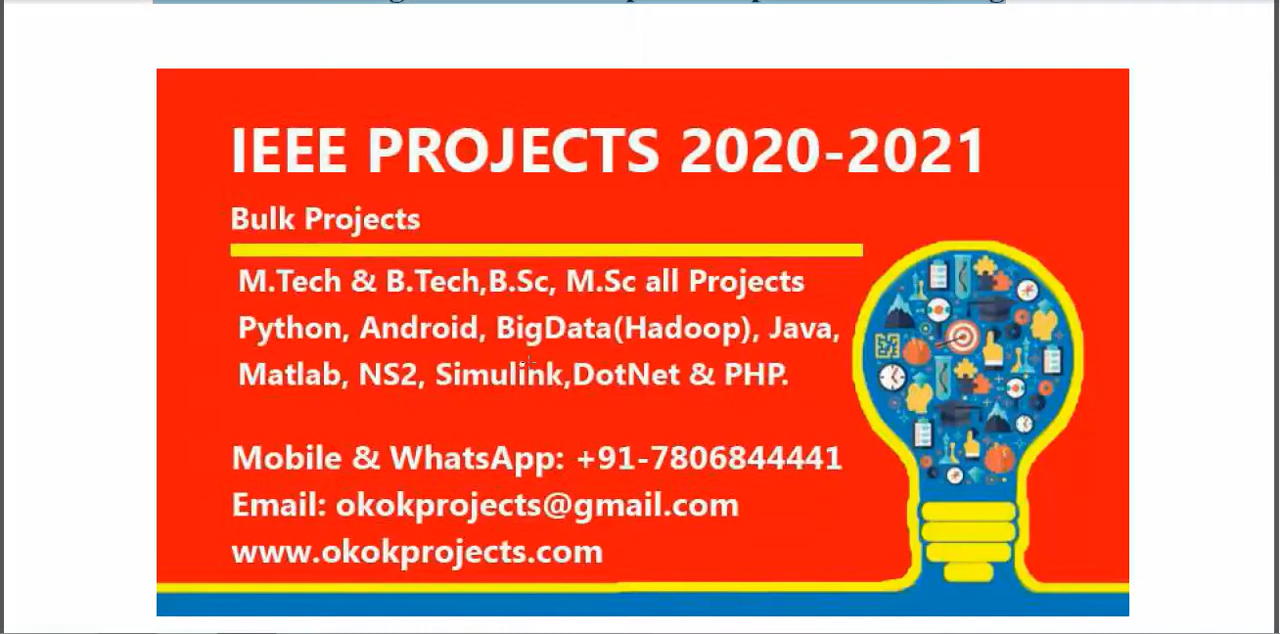 IEEE PROJECTS 2020-2021
Bulk Projects
M.Tech & B.Tech,B.Sc, M.Sc all Projects
Python, Android, BigData(Hadoop), Java,
Matlab, NS2, Simulink,DotNet & PHP.
Mobile & WhatsApp: +91-7806844441
Email: okokprojects@gmail.com
www.okokprojects.com